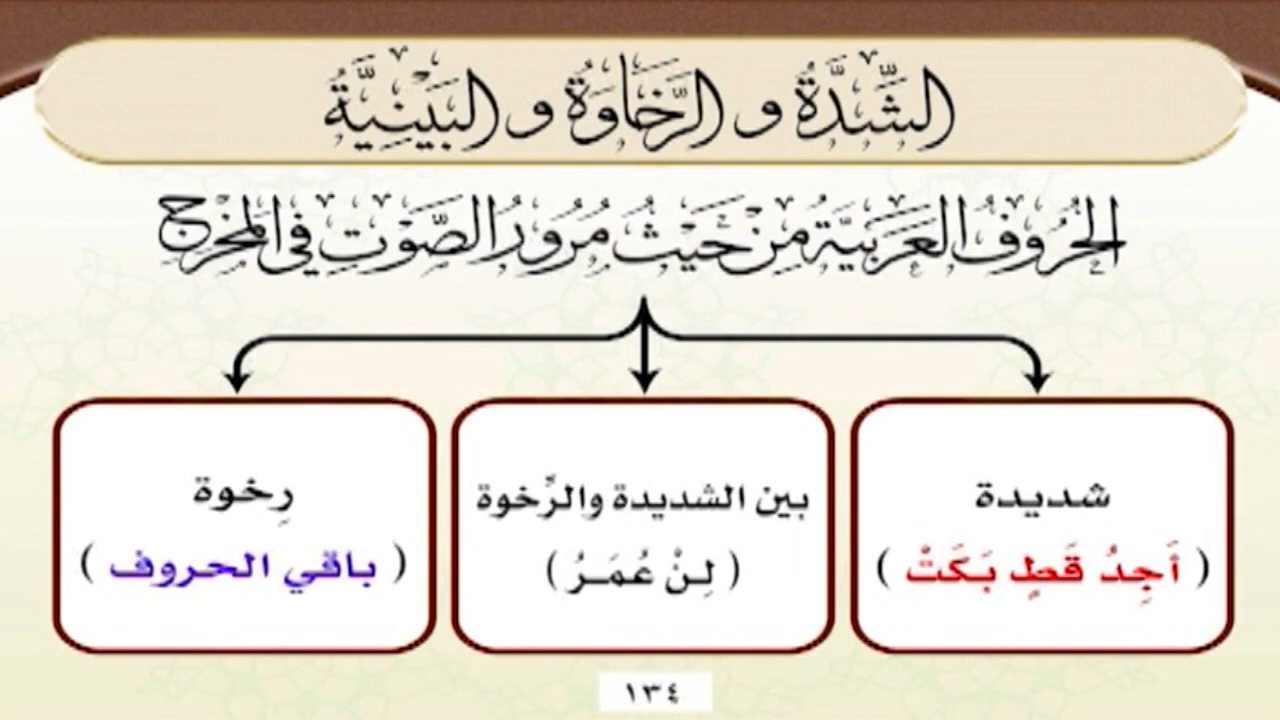 الشِّدَّةُ و الرَّخَاوَةُ و البَيْنِيَّةُ
الحُرُوفُ العَرَبِيَّةُ مِنْ حَيْثُ مُرُورُ الصَّوْتِ فِي المَخْرَجِ
شديدة
( أَجِدُ قَطٍ بَكَتْ )
بين الشديدة والرِّخوة
( لِنْ عُمَرُ )
رِخوة
( باقي الحروف )
١٣٤